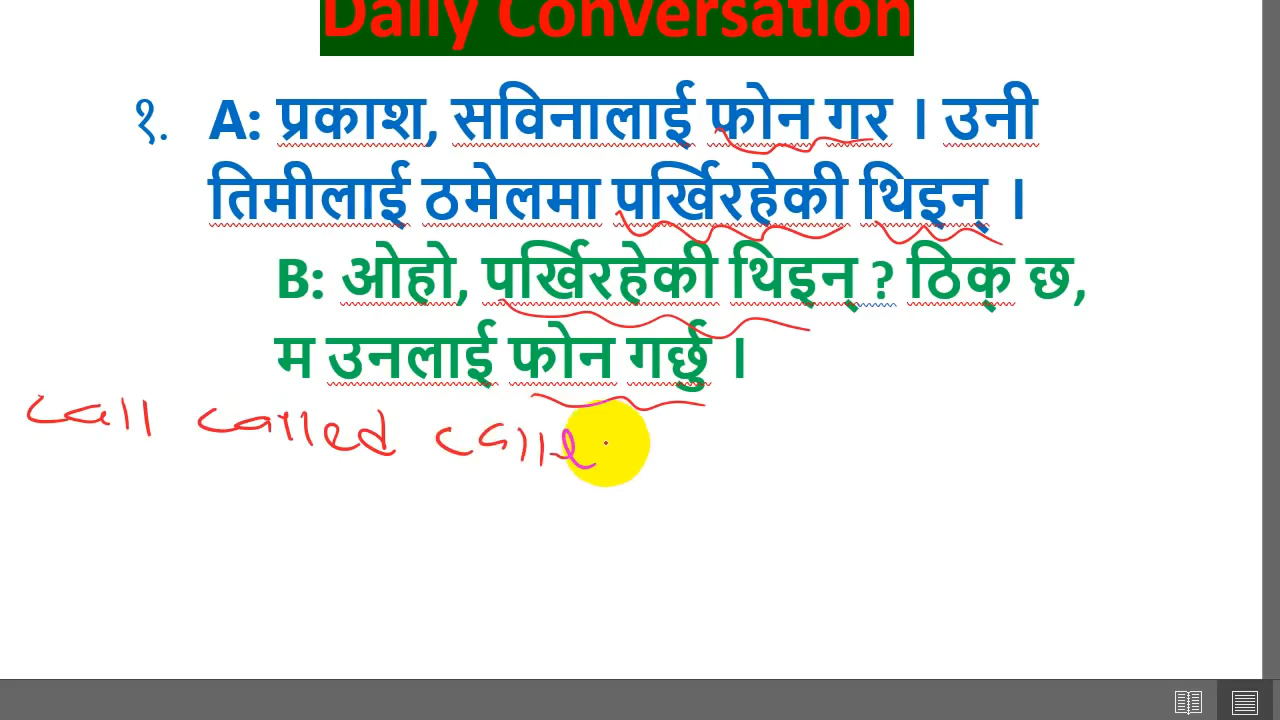 Daily Conversation
१. A: प्रकाश, सविनालाई फोन गर । उनी
तिमीलाई ठमेलमा पर्खिरहेकी थिइन् ।
B: ओहो, पर्खिरहेकी थिइन् ? ठिक् छ,
म उनलाई फोन गर्छु ।
call called calle